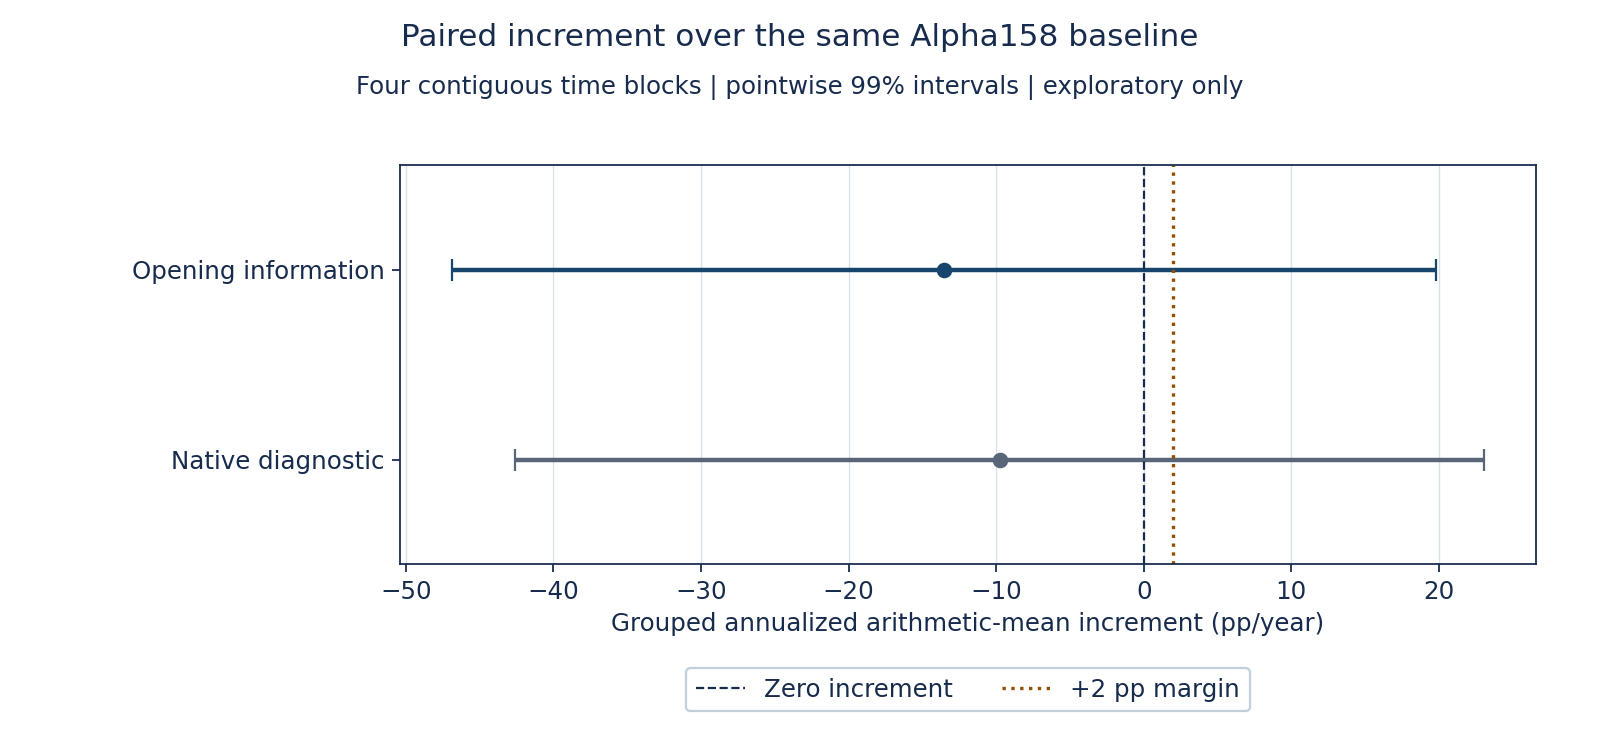 Paired increment over the same Alpha158 baseline
Four contiguous time blocks | pointwise 99% intervals | exploratory only
Opening information
Native diagnostic
−50 −40 −30 −20 −10 0 10 20
Grouped annualized arithmetic-mean increment (pp/year)
Zero increment +2 pp margin